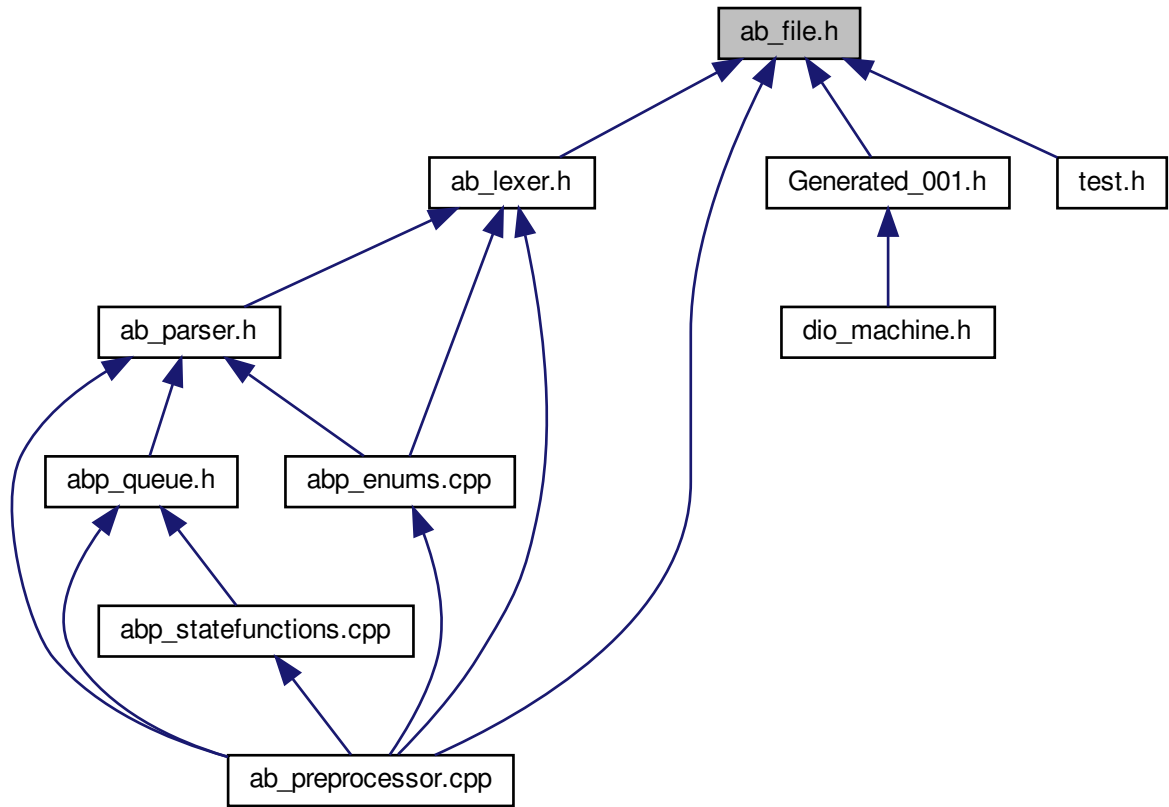 ab_file.h
ab_lexer.h
Generated_001.h
test.h
ab_parser.h
dio_machine.h
abp_queue.h
abp_enums.cpp
abp_statefunctions.cpp
ab_preprocessor.cpp